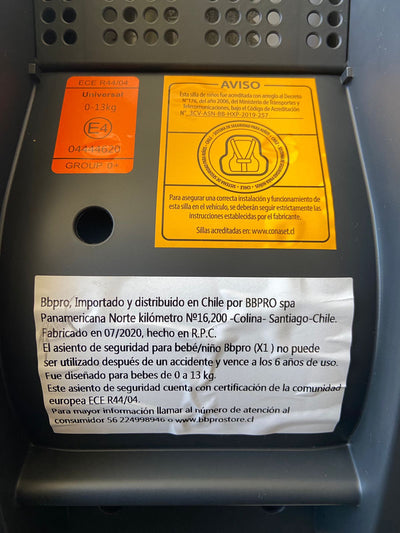 ECE R44/04
Universal
0-13kg
E4
04444620
GROUP 0+
AVISO
Esta silla de niños fue acreditada con arreglo al Decreto
N°176, del año 2006, del Ministerio de Transportes y
Telecomunicaciones, bajo el Código de Acreditación
N° TCV-ASN-BB-HXP-2019-257
Para asegurar una correcta instalación y funcionamiento de
esta silla en el vehículo, se deberán seguir estrictamente las
instrucciones establecidas por el fabricante.
Sillas acreditadas en: www.conaset.cl
Bbpro, Importado y distribuido en Chile por BBPRO spa
Panamericana Norte kilómetro Nº16,200 -Colina- Santiago-Chile.
Fabricado en 07/2020, hecho en R.P.C.
El asiento de seguridad para bebé/niño Bbpro (X1 ) no puede
ser utilizado después de un accidente y vence a los 6 años de uso.
Fue diseñado para bebes de 0 a 13 kg.
Este asiento de seguridad cuenta con certificación de la comunidad
europea ECE R44/04.
Para mayor información llamar al número de atención al
consumidor 56 224998946 o www.bbprostore.cl